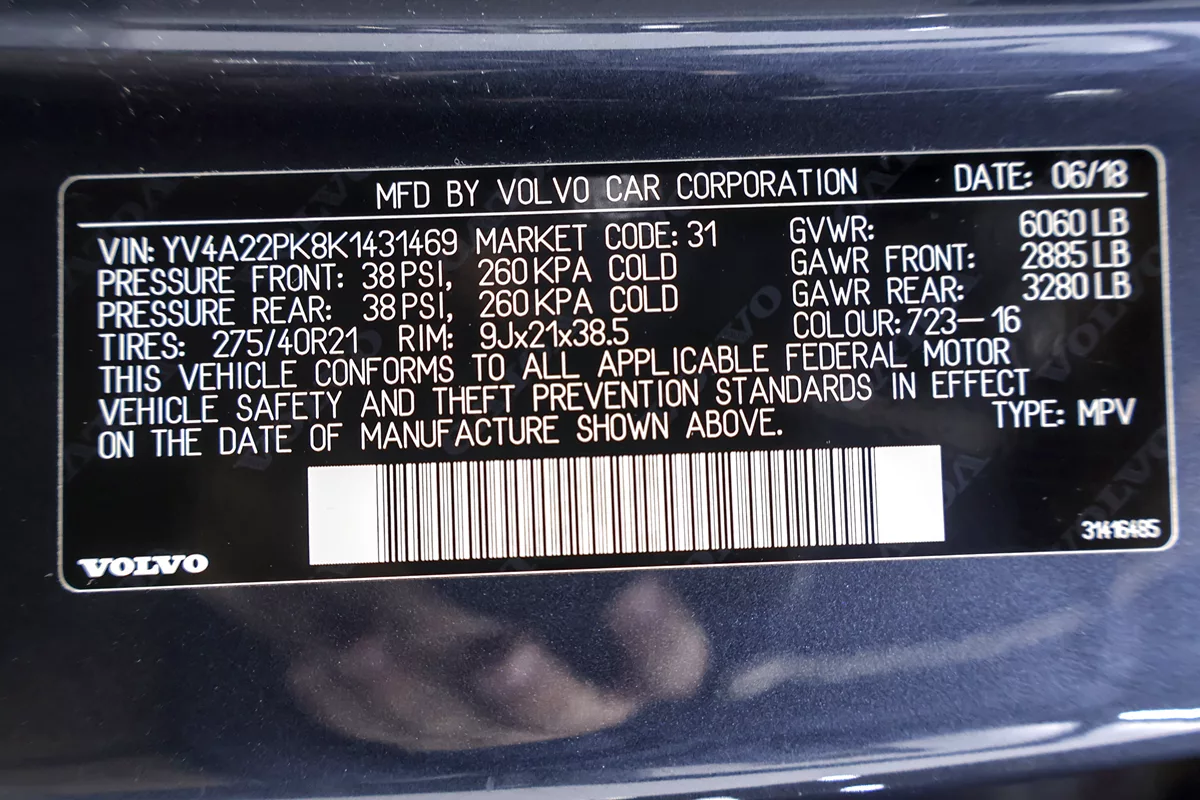 MFD BY VOLVO CAR CORPORATION DATE: 06/18
VIN: YV4A22PK8K1431469 MARKET CODE: 31 GVWR: 6060 LB
PRESSURE FRONT: 38 PSI, 260 KPA COLD GAWR FRONT: 2885 LB
PRESSURE REAR: 38 PSI, 260 KPA COLD GAWR REAR: 3280 LB
TIRES: 275/40R21 RIM: 9Jx21x38.5 COLOUR: 723-16
THIS VEHICLE CONFORMS TO ALL APPLICABLE FEDERAL MOTOR
VEHICLE SAFETY AND THEFT PREVENTION STANDARDS IN EFFECT
ON THE DATE OF MANUFACTURE SHOWN ABOVE. TYPE: MPV
31416485
VOLVO